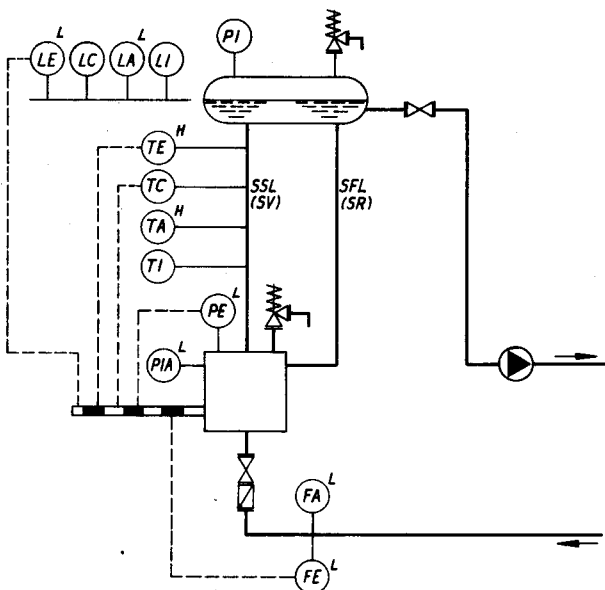 L
L
LE
LC
LA
LI
PI
H
TE
TC
H
TA
TI
SSL
(SV)
SFL
(SR)
L
PE
L
PIA
L
FA
L
FE